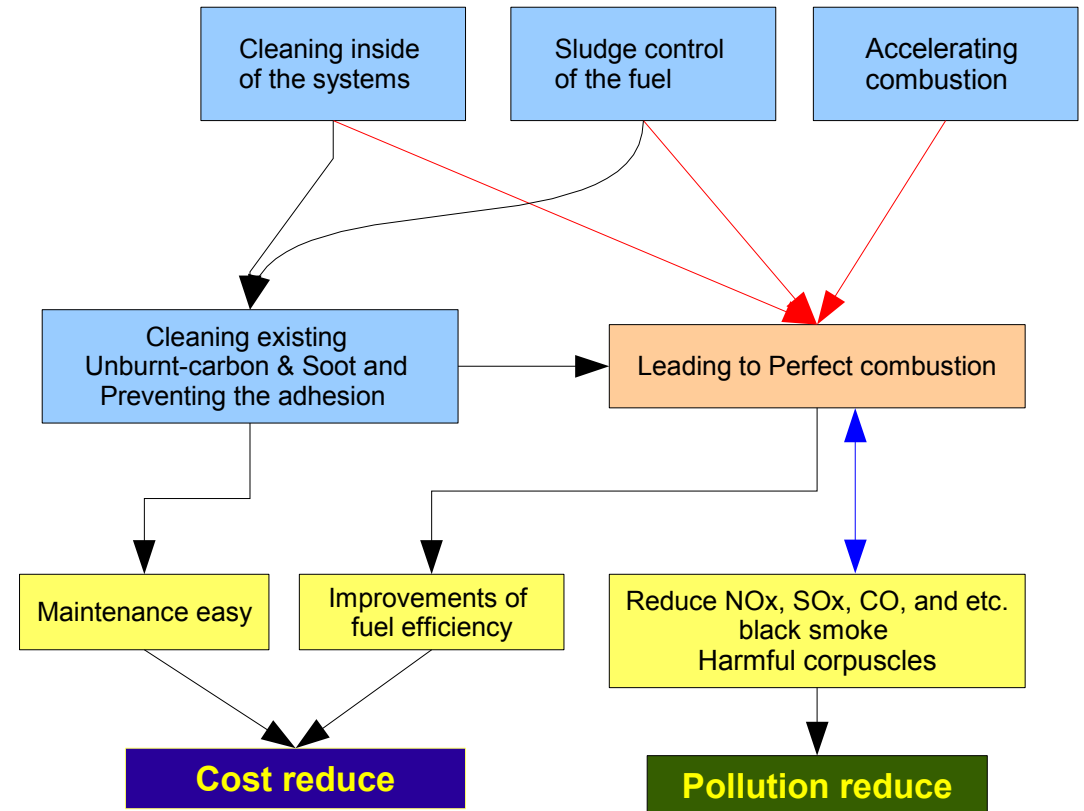 Cleaning inside
of the systems
Sludge control
of the fuel
Accelerating
combustion
Cleaning existing
Unburnt-carbon & Soot and
Preventing the adhesion
Leading to Perfect combustion
Maintenance easy
Improvements of
fuel efficiency
Reduce NOx, SOx, CO, and etc.
black smoke
Harmful corpuscles
Cost reduce
Pollution reduce